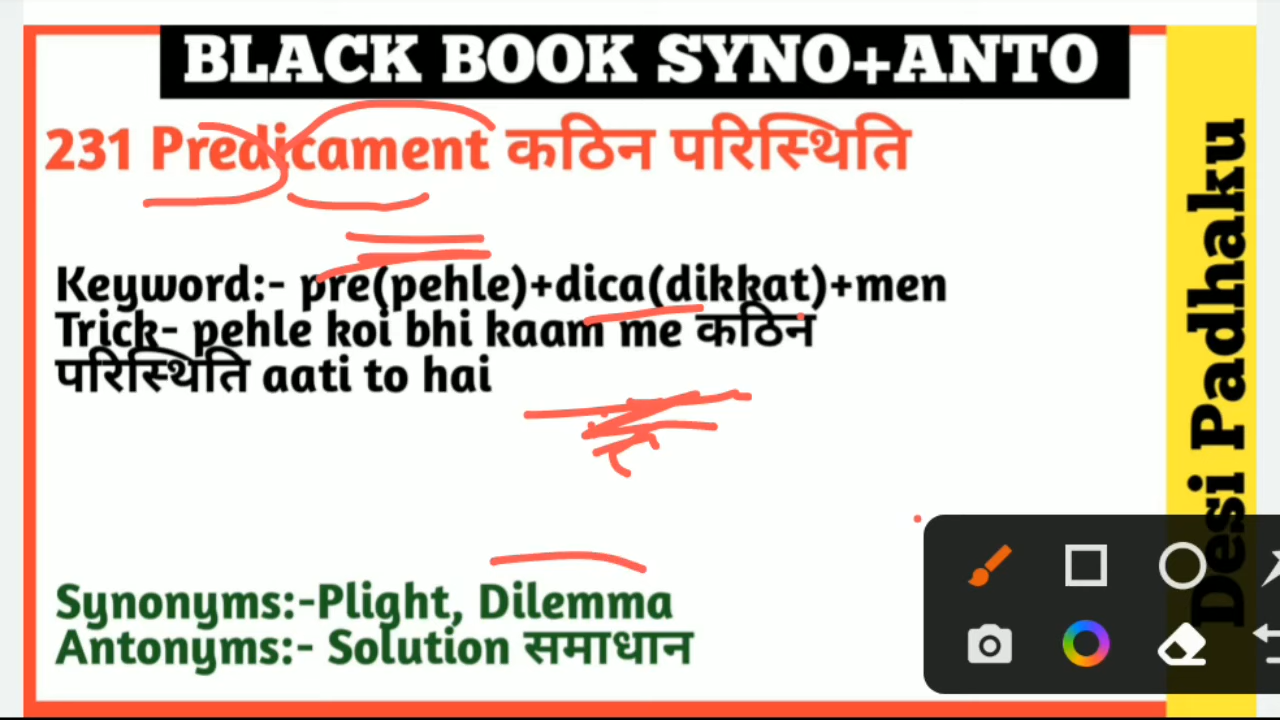 BLACK BOOK SYNO+ANTO
231 Predicament कठिन परिस्थिति
Keyword:- pre(pehle)+dica(dikkat)+men
Trick- pehle koi bhi kaam me कठिन
परिस्थिति aati to hai
Synonyms:-Plight, Dilemma
Antonyms:- Solution समाधान
Desi Padhaku